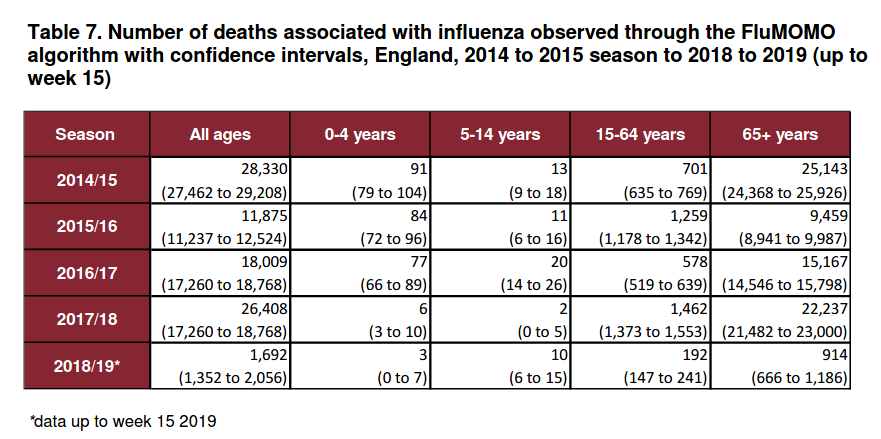 Table 7. Number of deaths associated with influenza observed through the FluMOMO
algorithm with confidence intervals, England, 2014 to 2015 season to 2018 to 2019 (up to
week 15)
Season All ages 0-4 years 5-14 years 15-64 years 65+ years
2014/15 28,330 91 13 701 25,143
(27,462 to 29,208) (79 to 104) (9 to 18) (635 to 769) (24,368 to 25,926)
2015/16 11,875 84 11 1,259 9,459
(11,237 to 12,524) (72 to 96) (6 to 16) (1,178 to 1,342) (8,941 to 9,987)
2016/17 18,009 77 20 578 15,167
(17,260 to 18,768) (66 to 89) (14 to 26) (519 to 639) (14,546 to 15,798)
2017/18 26,408 6 2 1,462 22,237
(17,260 to 18,768) (3 to 10) (0 to 5) (1,373 to 1,553) (21,482 to 23,000)
2018/19* 1,692 3 10 192 914
(1,352 to 2,056) (0 to 7) (6 to 15) (147 to 241) (666 to 1,186)
*data up to week 15 2019